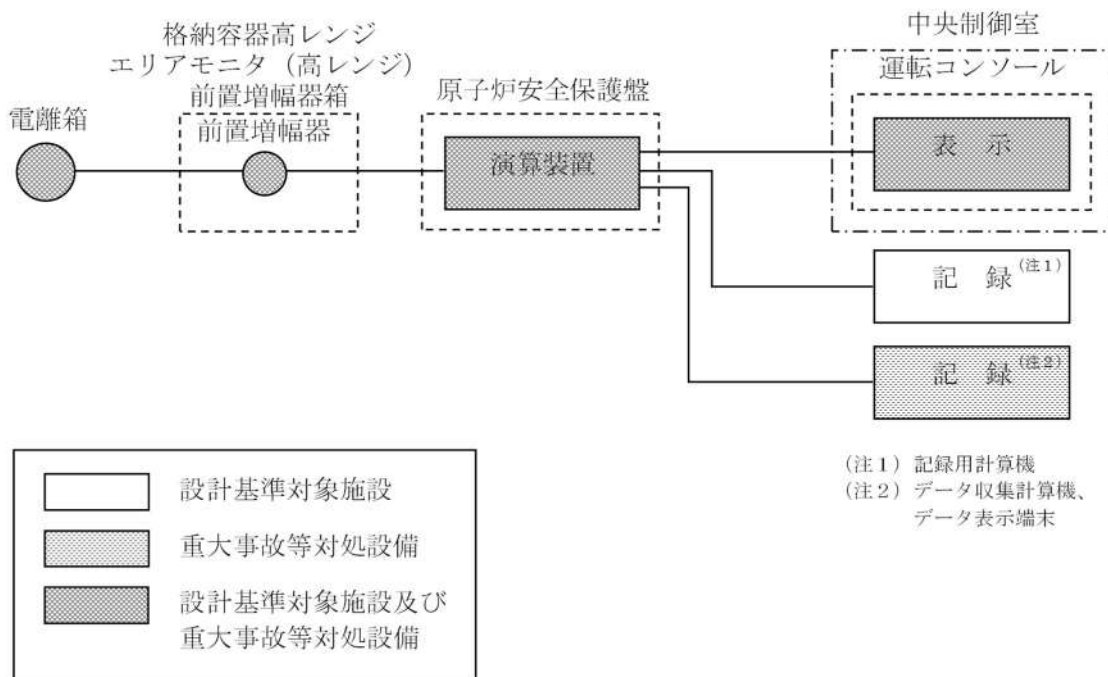 格納容器高レンジ
エリアモニタ（高レンジ）
前置増幅器箱
電離箱
前置増幅器
原子炉安全保護盤
演算装置
中央制御室
運転コンソール
表 示
記 録(注1)
記 録(注2)
(注1) 記録用計算機
(注2) データ収集計算機、
データ表示端末
設計基準対象施設
重大事故等対処設備
設計基準対象施設及び
重大事故等対処設備